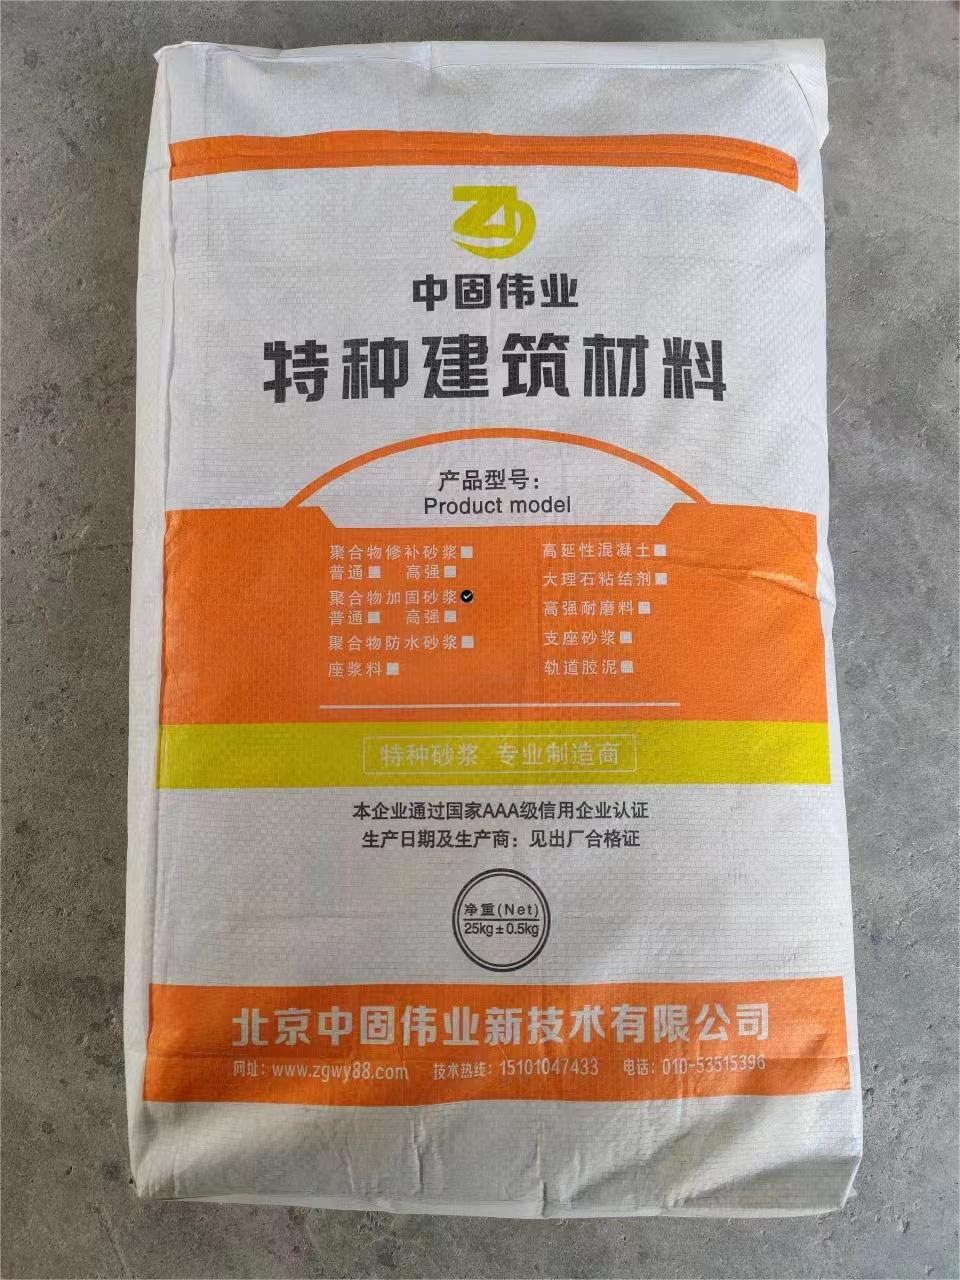 中固伟业
特种建筑材料
产品型号：
Product model
聚合物修补砂浆
普通 高强
聚合物加固砂浆
普通 高强
聚合物防水砂浆
座浆料
高延性混凝土
大理石粘结剂
高强耐磨料
支座砂浆
轨道胶泥
特种砂浆 专业制造商
本企业通过国家AAA级信用企业认证
生产日期及生产商：见出厂合格证
净重(Net)
25kg±0.5kg
北京中固伟业新技术有限公司
网址：www.zgwy88.com 技术热线：15101047433 电话：010-53515396